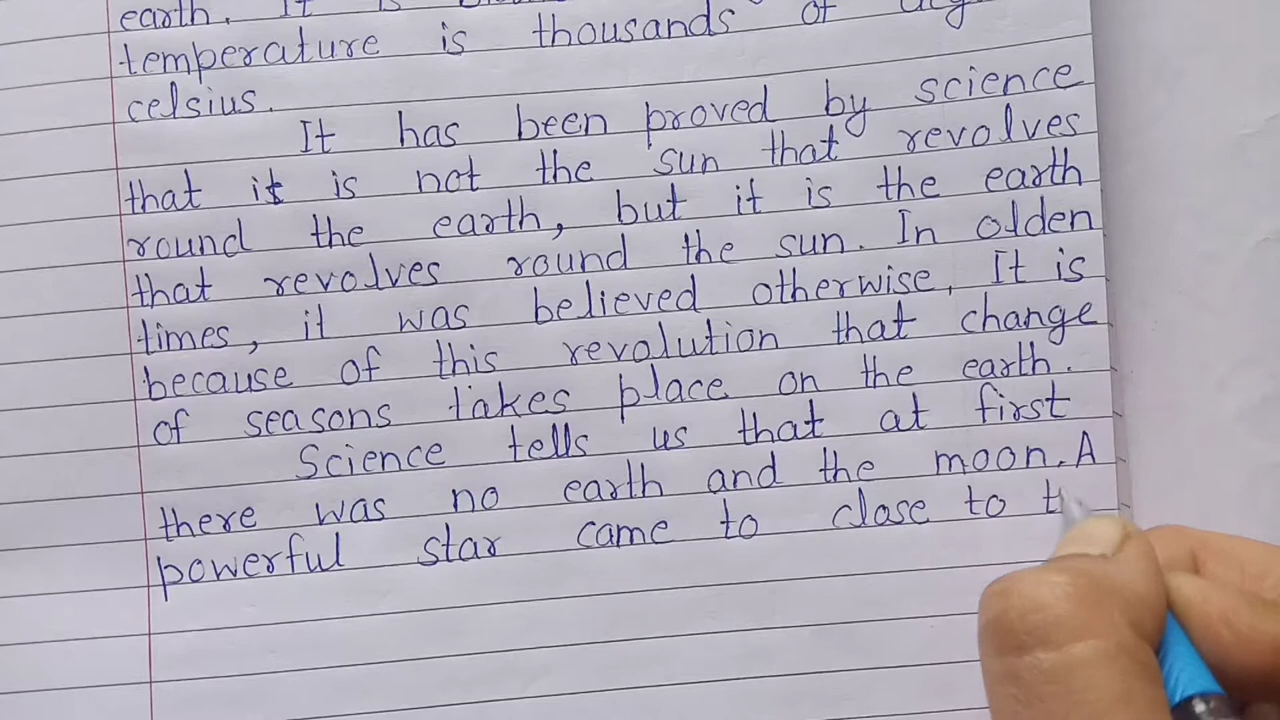 earth. It is
temperature is thousands of
celsius.
It has been proved by science
that it is not the sun that revolves
round the earth, but it is the earth
that revolves round the sun. In olden
times, it was believed otherwise. It is
because of this revolution that change
of seasons takes place on the earth.
Science tells us that at first
there was no earth and the moon. A
powerful star came to close to t